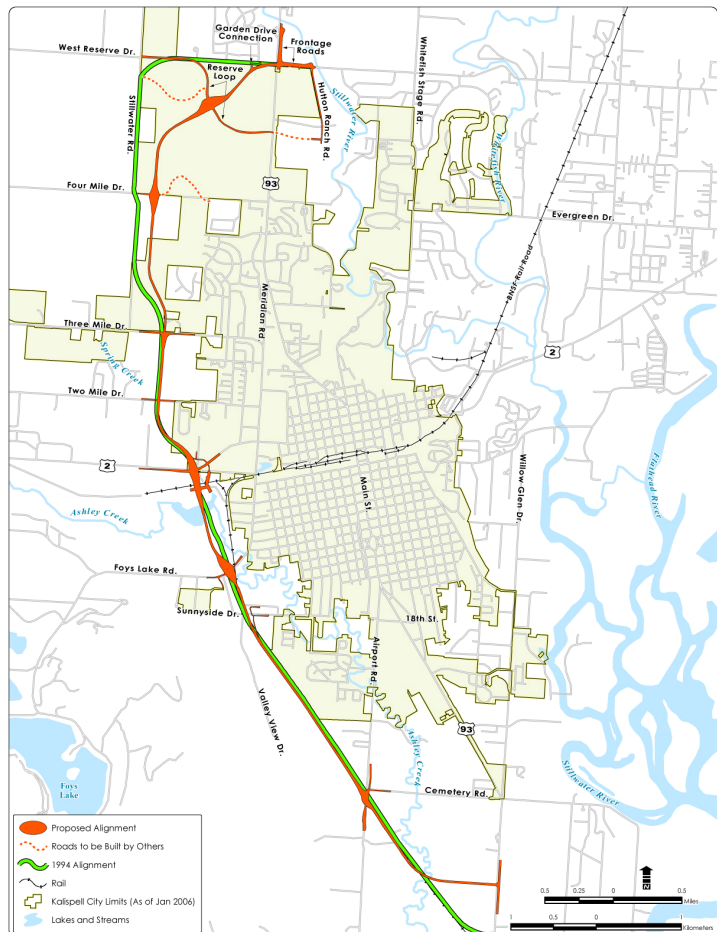 Garden Drive
Connection
Frontage
Roads
West Reserve Dr.
Reserve
Loop
Stillwater Rd.
Hutton Ranch Rd.
Stillwater River
Whitefish Stage Rd.
Whitefish River
93
Four Mile Dr.
Evergreen Dr.
BNSF Rail Road
Meridian Rd.
Three Mile Dr.
Spring Creek
2
Two Mile Dr.
2
Main St.
Willow Glen Dr.
Flathead River
Ashley Creek
Foys Lake Rd.
Sunnyside Dr.
18th St.
Airport Rd.
Valley View Dr.
Ashley Creek
93
Stillwater River
Cemetery Rd.
Foys
Lake
Proposed Alignment
Roads to be Built by Others
1994 Alignment
Rail
Kalispell City Limits (As of Jan 2006)
Lakes and Streams
N
0.5 0.25 0 0.5
Miles
1 0.5 0 1
Kilometers